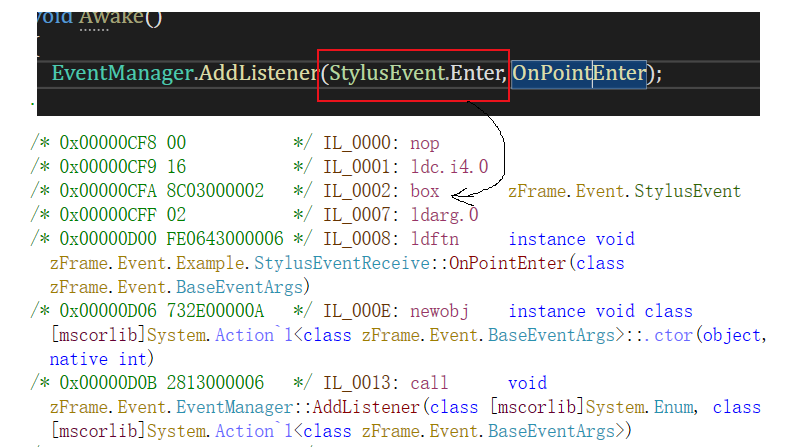 void Awake()
{
EventManager.AddListener(StylusEvent.Enter, OnPointEnter);
/* 0x00000CF8 00 */ IL_0000: nop
/* 0x00000CF9 16 */ IL_0001: ldc.i4.0
/* 0x00000CFA 8C03000002 */ IL_0002: box zFrame.Event.StylusEvent
/* 0x00000CFF 02 */ IL_0007: ldarg.0
/* 0x00000D00 FE0643000006 */ IL_0008: ldftn instance void
zFrame.Event.Example.StylusEventReceive::OnPointEnter(class
zFrame.Event.BaseEventArgs)
/* 0x00000D06 732E00000A */ IL_000E: newobj instance void class
[mscorlib]System.Action`1<class zFrame.Event.BaseEventArgs>::.ctor(object,
native int)
/* 0x00000D0B 2813000006 */ IL_0013: call void
zFrame.Event.EventManager::AddListener(class [mscorlib]System.Enum, class
[mscorlib]System.Action`1<class zFrame.Event.BaseEventArgs>)